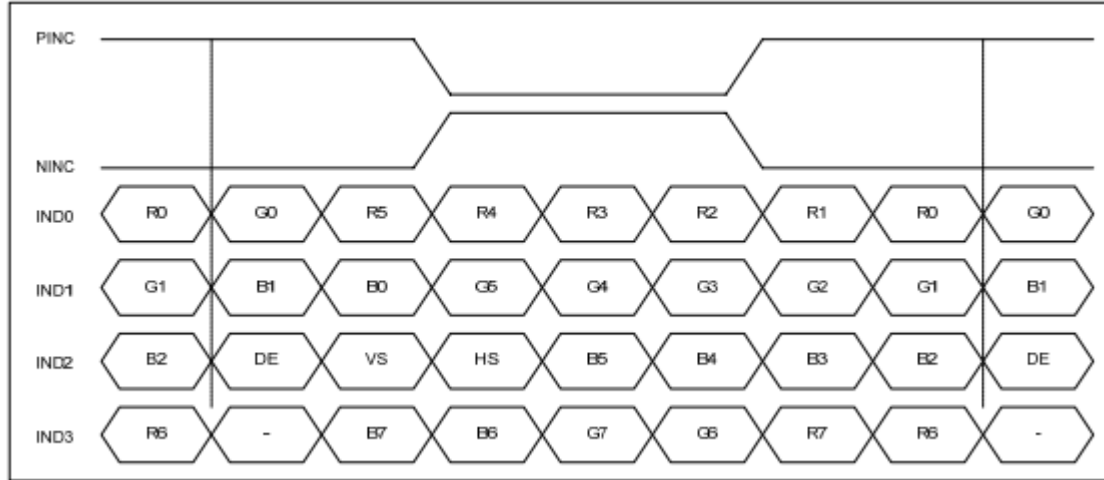 PINC
NINC
IND0 R0 G0 R5 R4 R3 R2 R1 R0 G0
IND1 G1 B1 B0 G5 G4 G3 G2 G1 B1
IND2 B2 DE VS HS B5 B4 B3 B2 DE
IND3 R6 - B7 B6 G7 G6 R7 R6 -